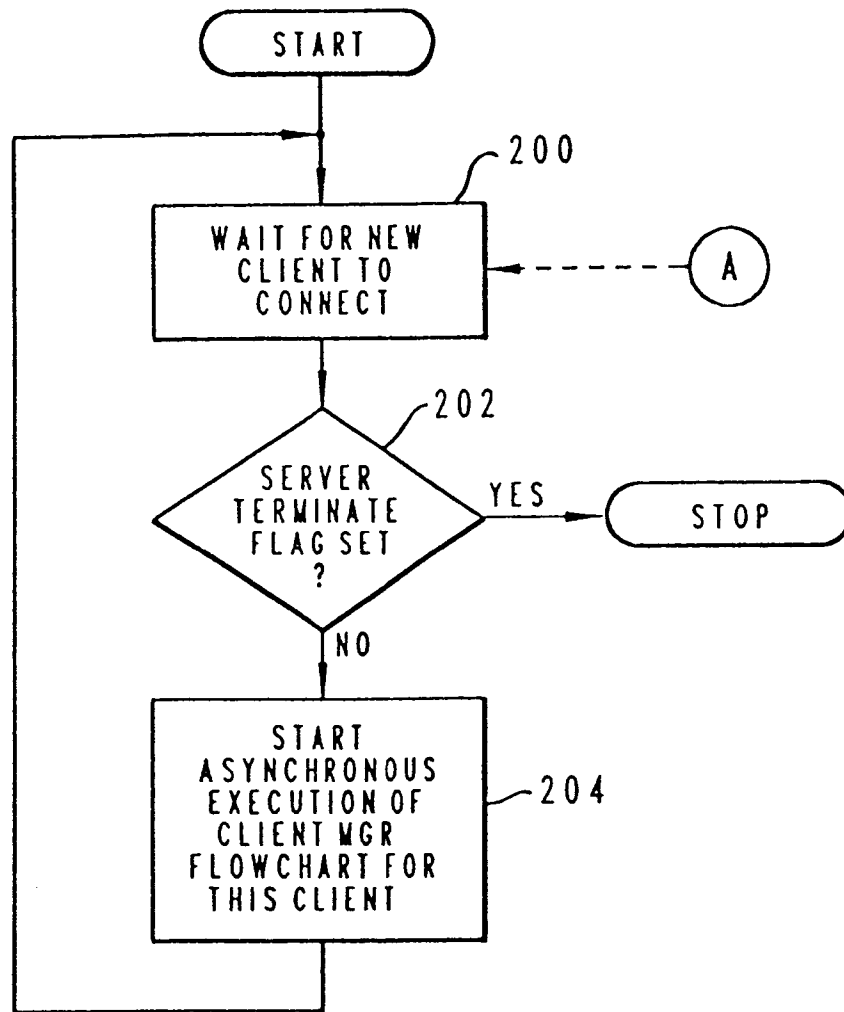 START
200
WAIT FOR NEW
CLIENT TO
CONNECT
A
202
SERVER
TERMINATE
FLAG SET
?
YES
STOP
NO
START
ASYNCHRONOUS
EXECUTION OF
CLIENT MGR
FLOWCHART FOR
THIS CLIENT
204